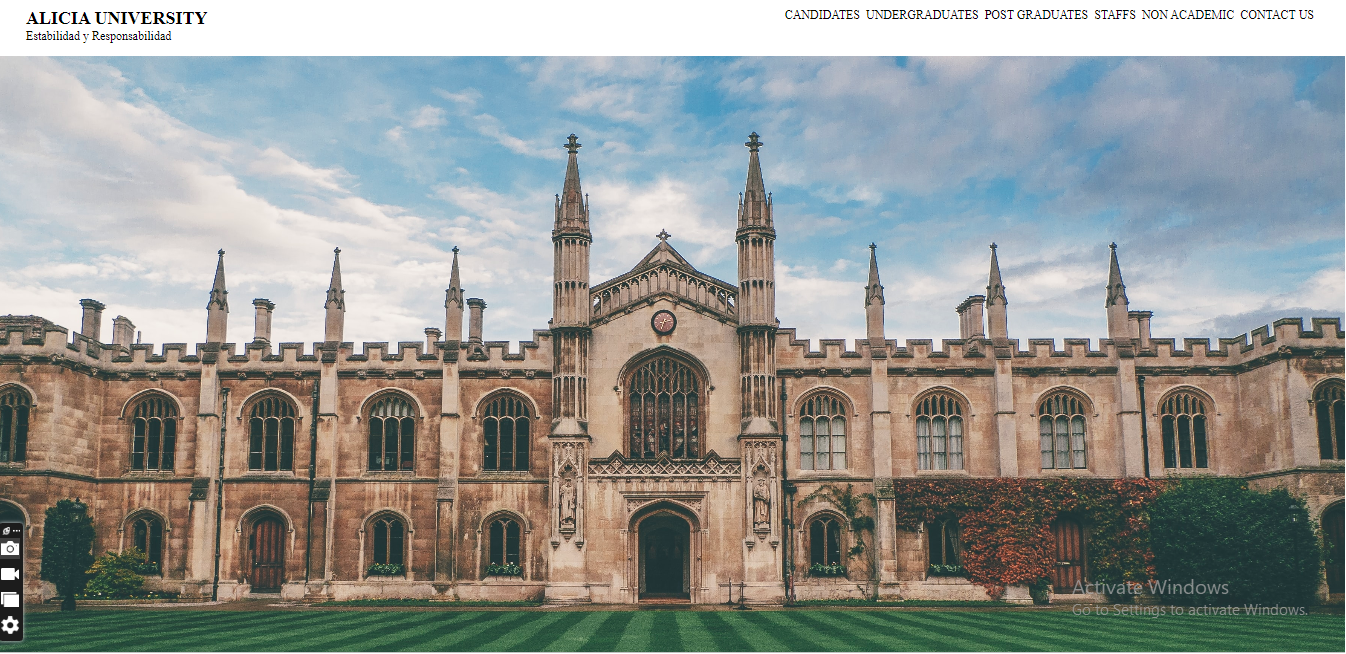 ALICIA UNIVERSITY
Estabilidad y Responsabilidad
CANDIDATES UNDERGRADUATES POST GRADUATES STAFFS NON ACADEMIC CONTACT US
Activate Windows
Go to Settings to activate Windows.